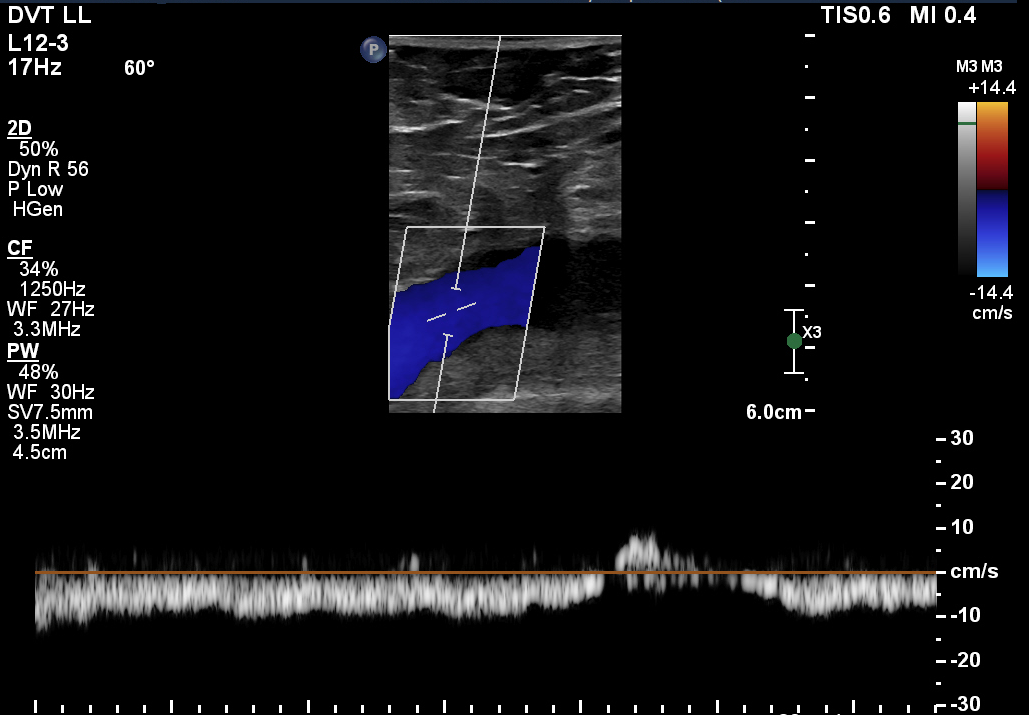 DVT LL
TIS0.6 MI 0.4
L12-3
17Hz
60°
P
M3 M3
+14.4
-14.4
cm/s
2D
50%
Dyn R 56
P Low
HGen
CF
34%
1250Hz
WF 27Hz
3.3MHz
PW
48%
WF 30Hz
SV7.5mm
3.5MHz
4.5cm
X3
6.0cm
30
20
10
cm/s
-10
-20
-30